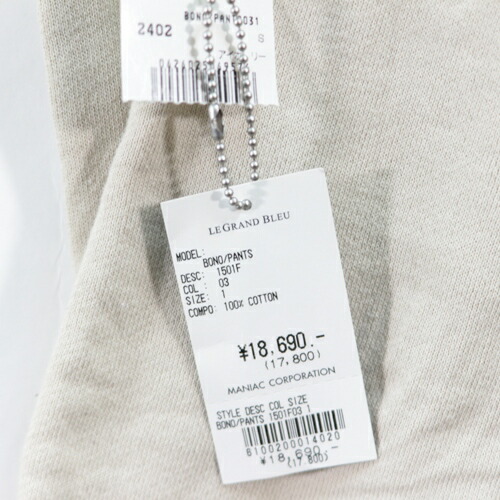 BONO/PANT0031
2402
S
LE GRAND BLEU
MODEL:
BONO/PANTS
DESC: 1501F
COL : 03
SIZE: 1
COMPO: 100% COTTON
¥18,690.-
(17,800)
MANIAC CORPORATION
STYLE DESC COL SIZE
BONO/PANTS 1501F03 1
6100200014020
¥18,690.-
(17,800)